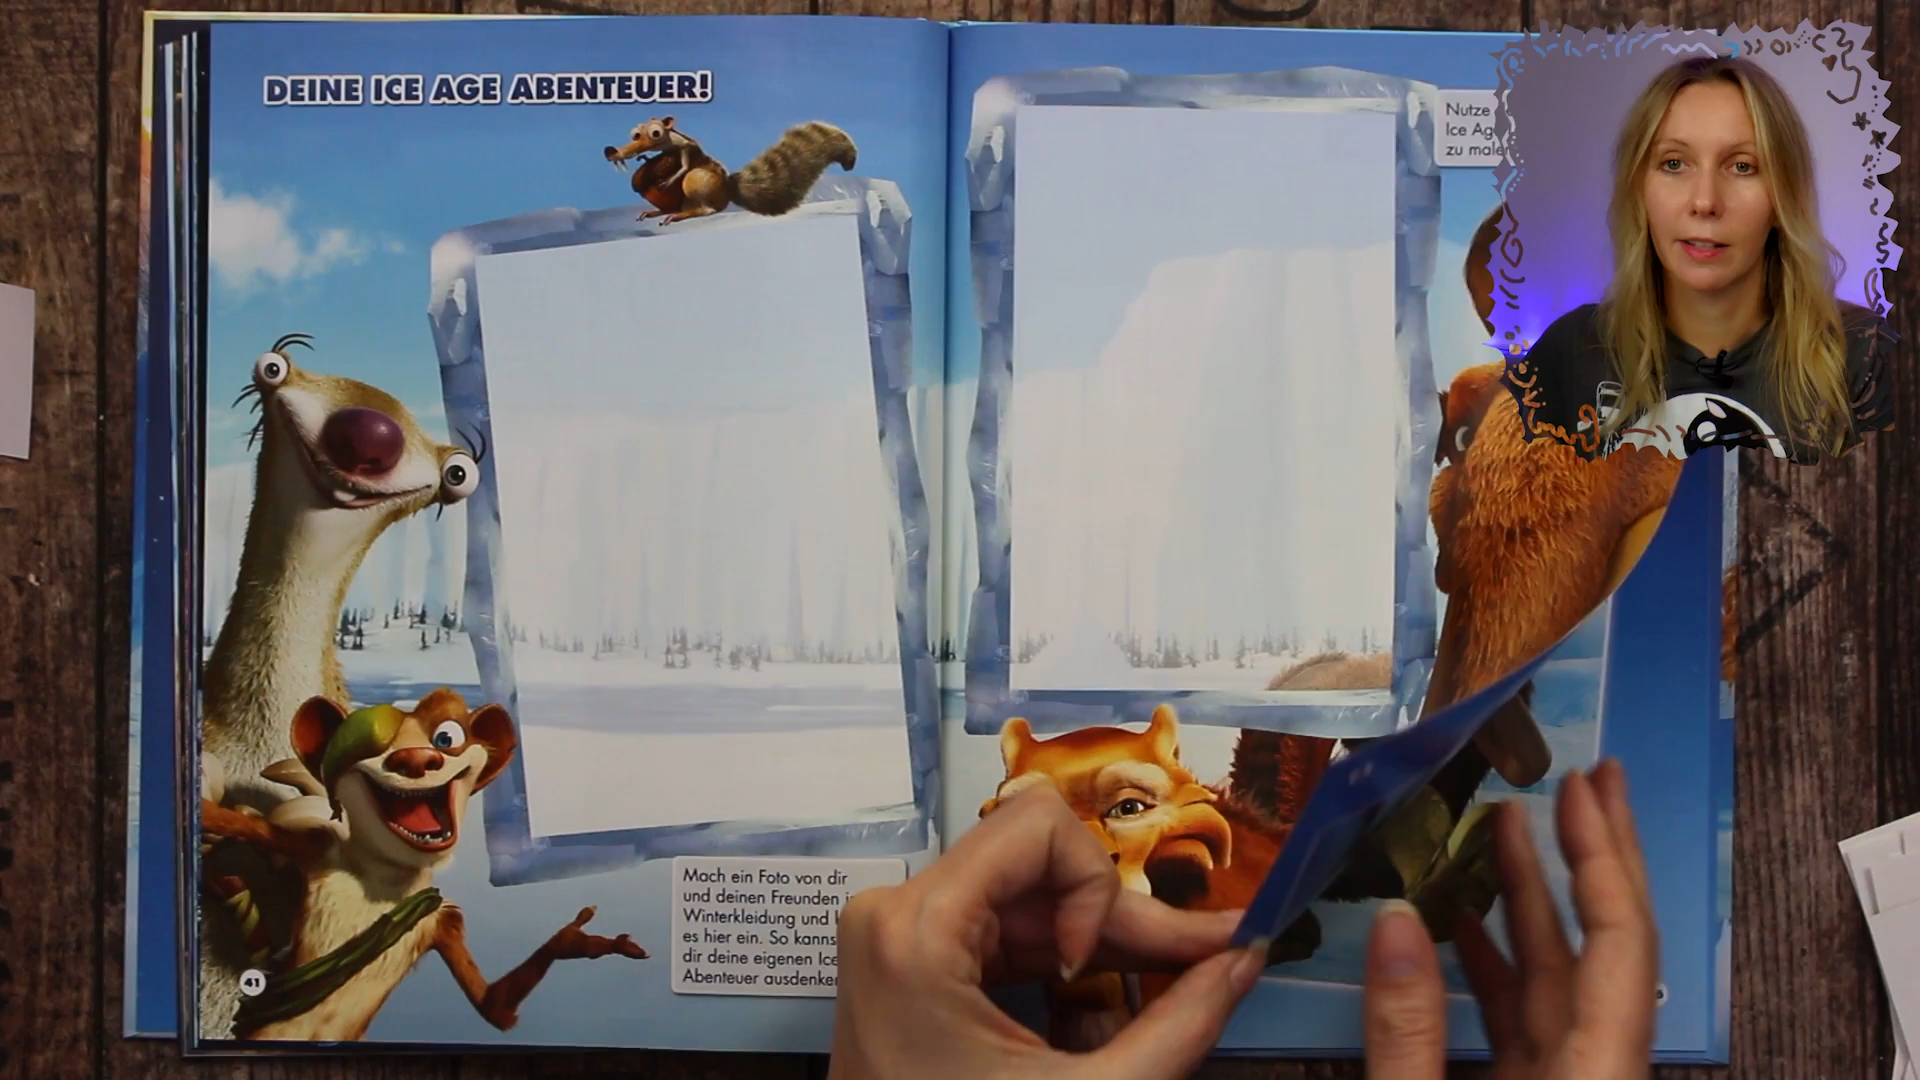 DEINE ICE AGE ABENTEUER!
Nutze
Ice Ag
zu male
Mach ein Foto von dir
und deinen Freunden
Winterkleidung und
es hier ein. So kanns
dir deine eigenen Ice
Abenteuer ausdenke
41